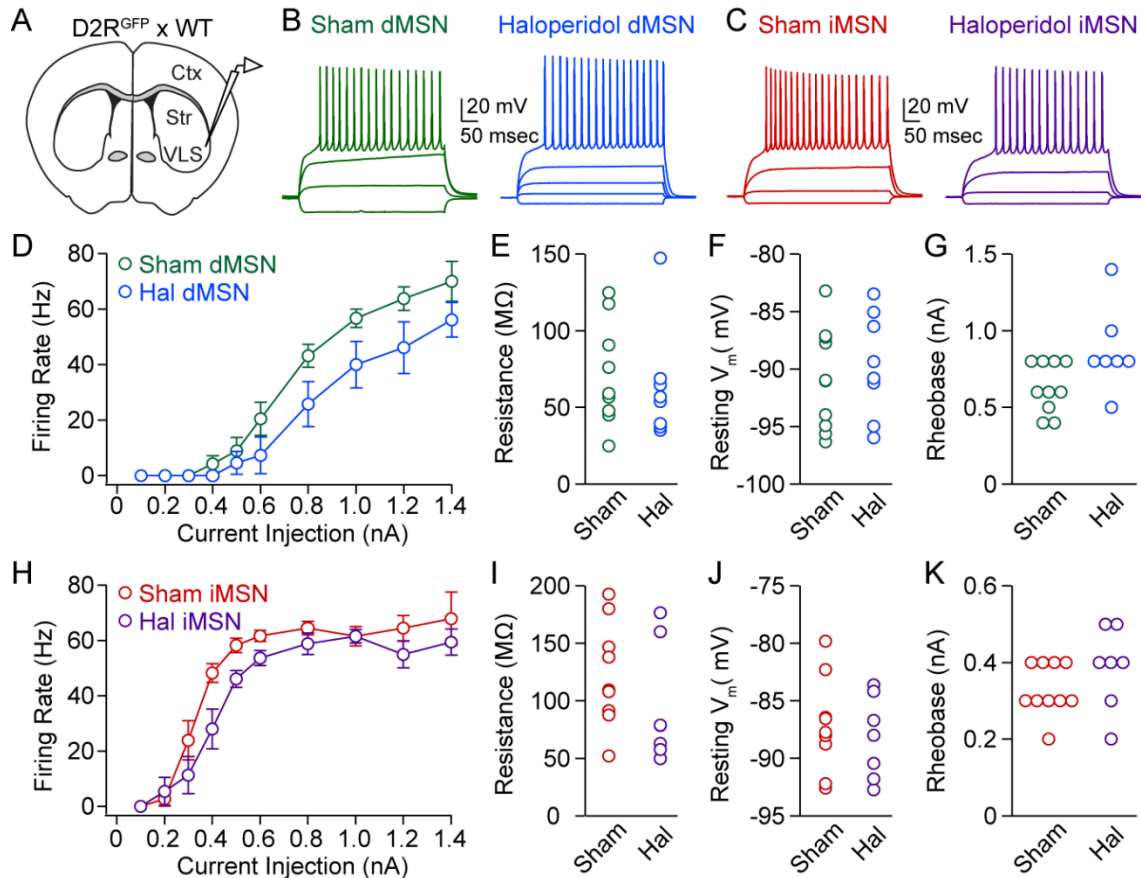 A
D2R^GFP x WT
Ctx
Str
VLS
B
Sham dMSN
Haloperidol dMSN
20 mV
50 msec
C
Sham iMSN
Haloperidol iMSN
20 mV
50 msec
D
Sham dMSN
Hal dMSN
Firing Rate (Hz)
80
60
40
20
0
0 0.2 0.4 0.6 0.8 1.0 1.2 1.4
Current Injection (nA)
E
Resistance (MΩ)
150
100
50
0
Sham Hal
F
Resting V_m( mV)
-80
-85
-90
-95
-100
Sham Hal
G
Rheobase (nA)
1.5
1.0
0.5
0
Sham Hal
H
Sham iMSN
Hal iMSN
Firing Rate (Hz)
80
60
40
20
0
0 0.2 0.4 0.6 0.8 1.0 1.2 1.4
Current Injection (nA)
I
Resistance (MΩ)
200
150
100
50
0
Sham Hal
J
Resting V_m( mV)
-75
-80
-85
-90
-95
Sham Hal
K
Rheobase (nA)
0.6
0.4
0.2
0
Sham Hal